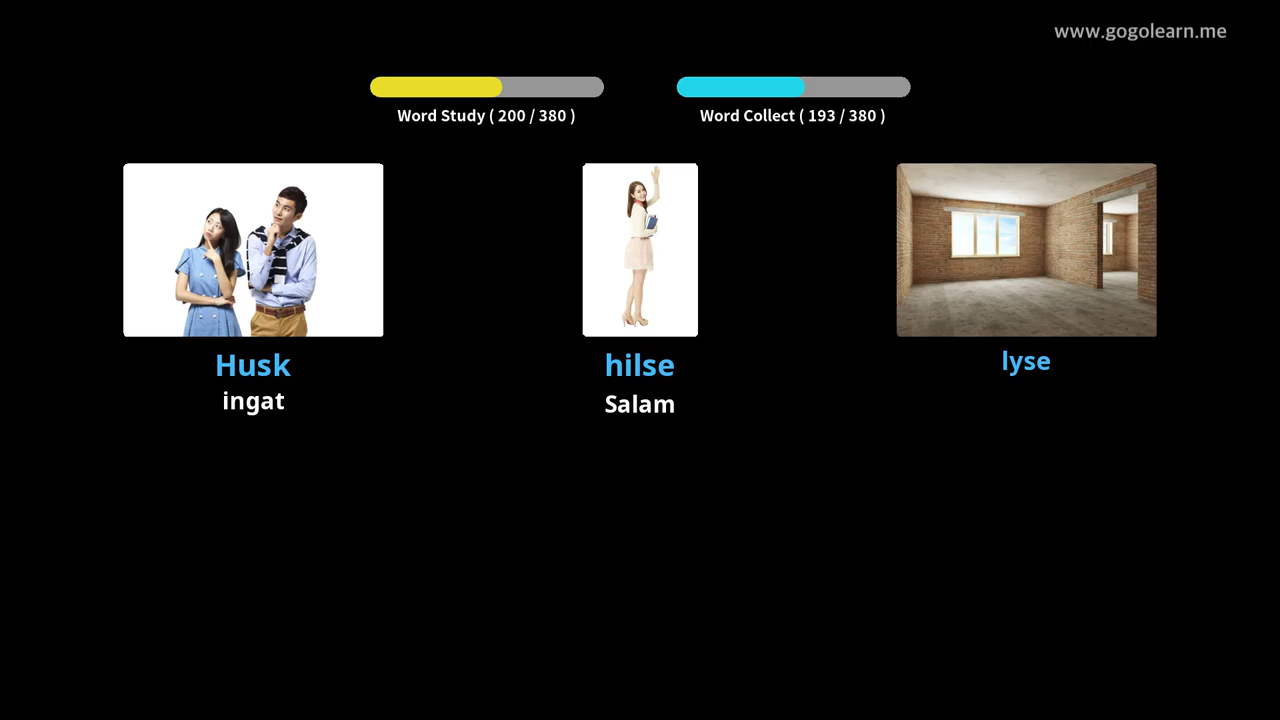 www.gogolearn.me
Word Study ( 200 / 380 )
Word Collect ( 193 / 380 )
Husk
ingat
hilse
Salam
lyse